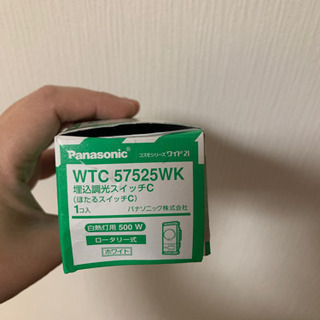 Panasonic コスモシリーズワイド21
WTC 57525WK
埋込調光スイッチC
(ほたるスイッチC)
1コ入 パナソニック株式会社
白熱灯用 500 W
ロータリー式
ホワイト